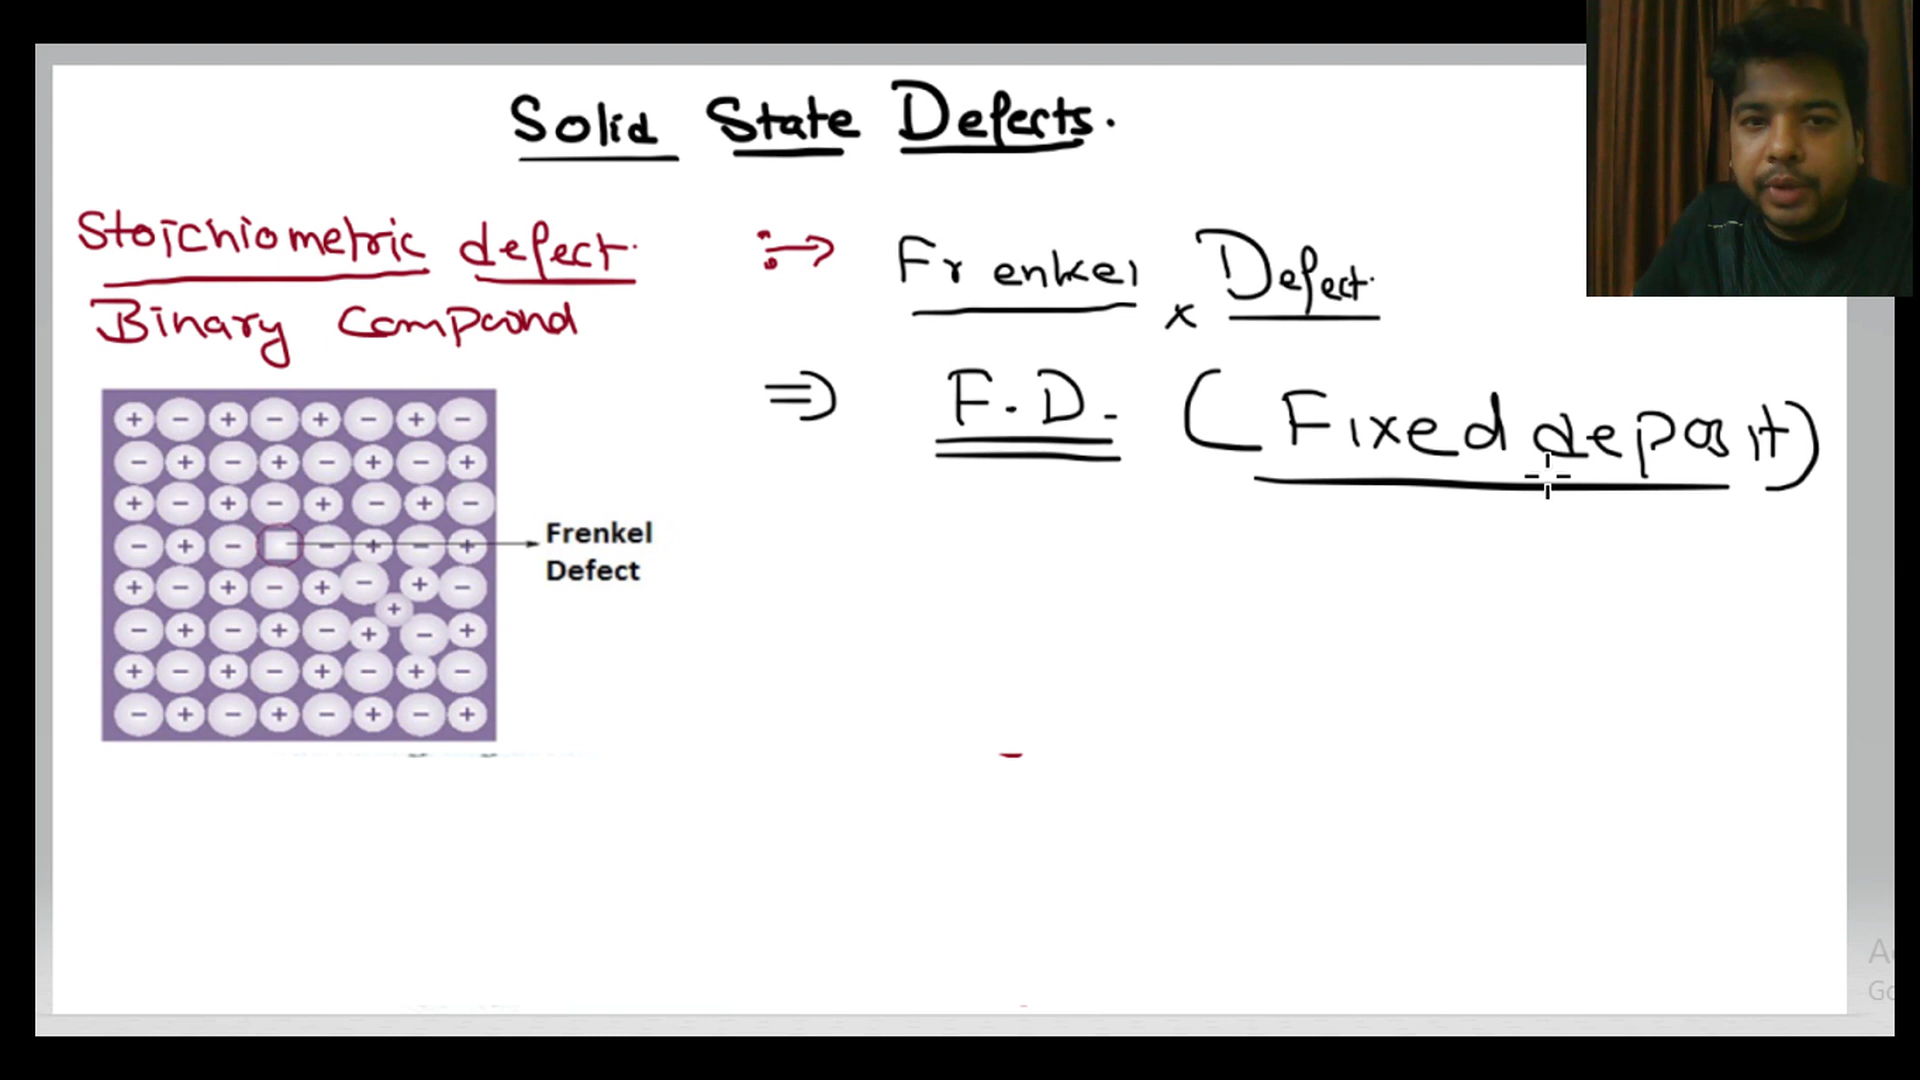 Solid State Defects.
Stoichiometric defect.
Binary Compound
Frenkel Defect.
x
⇒ F.D. (Fixed deposit)
+ - + - + - + -
- + - + - + - +
+ - + - + - + -
- + - - + - +
+ - + - + - + -
+
- + - + - + - +
+ - + - + - + -
- + - + - + - +
Frenkel
Defect